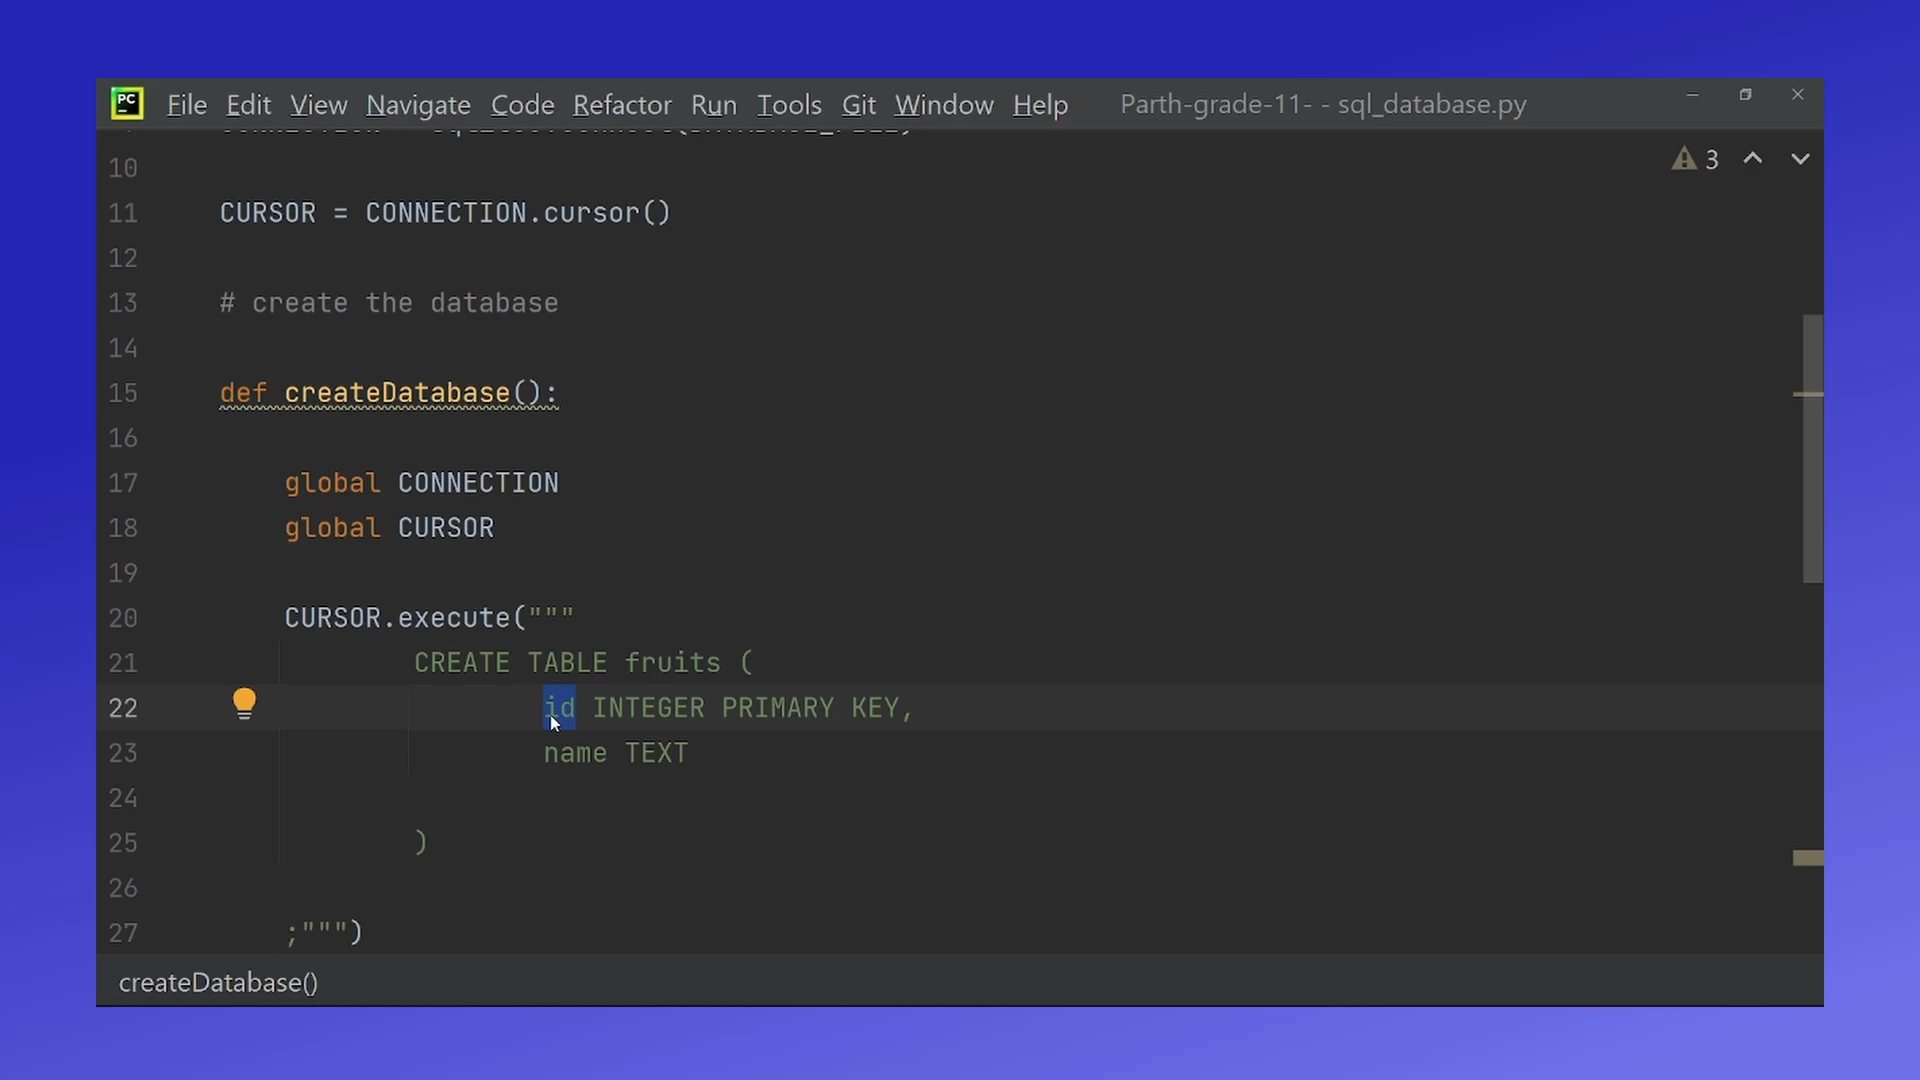 PC File Edit View Navigate Code Refactor Run Tools Git Window Help Parth-grade-11- - sql_database.py
3
10
11 CURSOR = CONNECTION.cursor()
12
13 # create the database
14
15 def createDatabase():
16
17 global CONNECTION
18 global CURSOR
19
20 CURSOR.execute("""
21 CREATE TABLE fruits (
22 id INTEGER PRIMARY KEY,
23 name TEXT
24
25 )
26
27 ;""")
createDatabase()